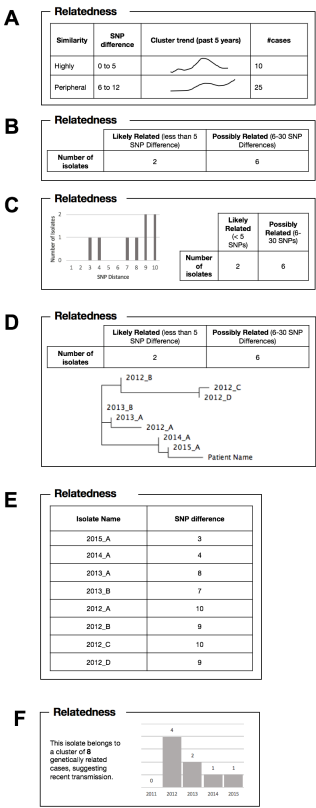 A
Relatedness
Similarity SNP difference Cluster trend (past 5 years) #cases
Highly 0 to 5 10
Peripheral 6 to 12 25
B
Relatedness
Likely Related (less than 5 SNP Difference) Possibly Related (6-30 SNP Differences)
Number of isolates 2 6
C
Relatedness
Number of Isolates
2
1
0
1 2 3 4 5 6 7 8 9 10
SNP Distance
Likely Related (< 5 SNPs) Possibly Related (6-30 SNPs)
Number of isolates 2 6
D
Relatedness
Likely Related (less than 5 SNP Difference) Possibly Related (6-30 SNP Differences)
Number of isolates 2 6
2012_B
2012_C
2012_D
2013_B
2013_A
2012_A
2014_A
2015_A
Patient Name
E
Relatedness
Isolate Name SNP difference
2015_A 3
2014_A 4
2013_A 8
2013_B 7
2012_A 10
2012_B 9
2012_C 10
2012_D 9
F
Relatedness
This isolate belongs to
a cluster of 8
genetically related
cases, suggesting
recent transmission.
0 4 2 1 1
2011 2012 2013 2014 2015